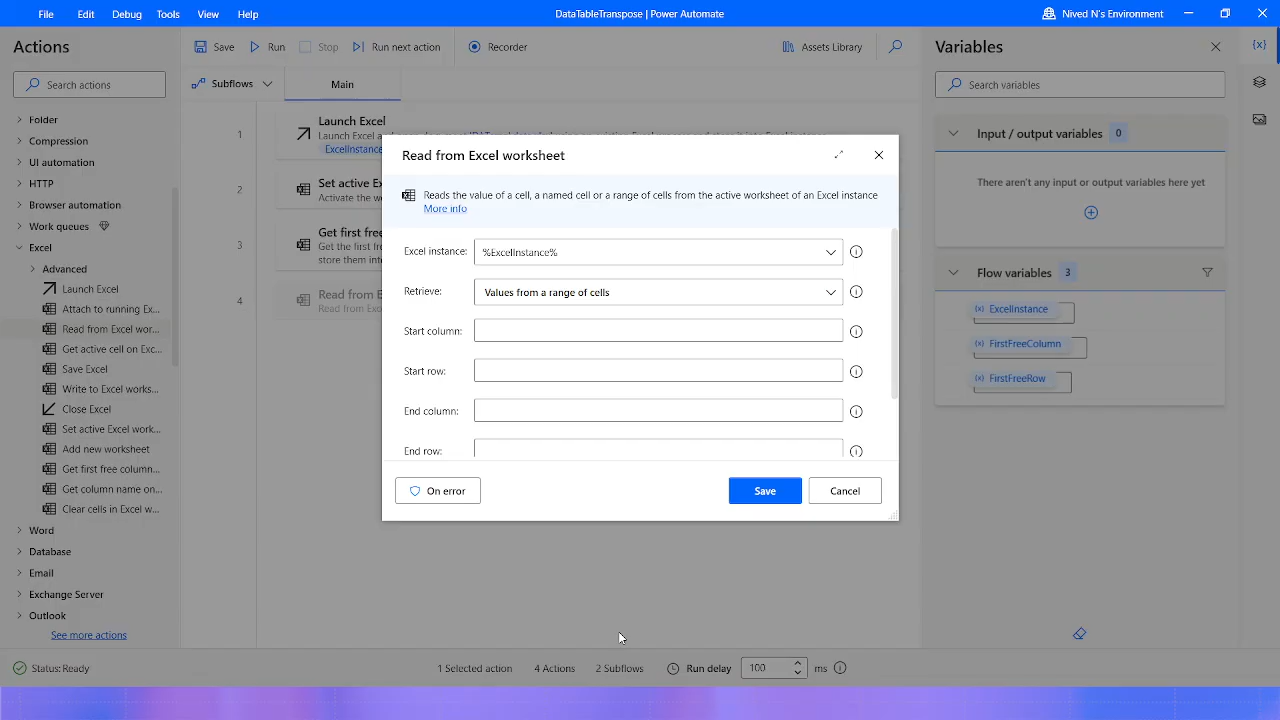 File Edit Debug Tools View Help
DataTableTranspose | Power Automate
Nived N's Environment
Actions
Search actions
Folder
Compression
UI automation
HTTP
Browser automation
Work queues
Excel
Advanced
Launch Excel
Attach to running Ex...
Read from Excel wor...
Get active cell on Exc...
Save Excel
Write to Excel works...
Close Excel
Set active Excel work...
Add new worksheet
Get first free column...
Get column name on...
Clear cells in Excel w...
Word
Database
Email
Exchange Server
Outlook
See more actions
Save Run Stop Run next action Recorder Assets Library
Subflows Main
1 Launch Excel
ExcelInstance
2 Set active Ex
Activate the w
3 Get first fre
Get the first fr
store them into
4 Read from E
Read from Exc
Read from Excel worksheet
Reads the value of a cell, a named cell or a range of cells from the active worksheet of an Excel instance
More info
Excel instance: %ExcelInstance%
Retrieve: Values from a range of cells
Start column:
Start row:
End column:
End row:
On error Save Cancel
Variables
Search variables
Input / output variables 0
There aren't any input or output variables here yet
Flow variables 3
{x} ExcelInstance
{x} FirstFreeColumn
{x} FirstFreeRow
{x}
Status: Ready 1 Selected action 4 Actions 2 Subflows Run delay 100 ms